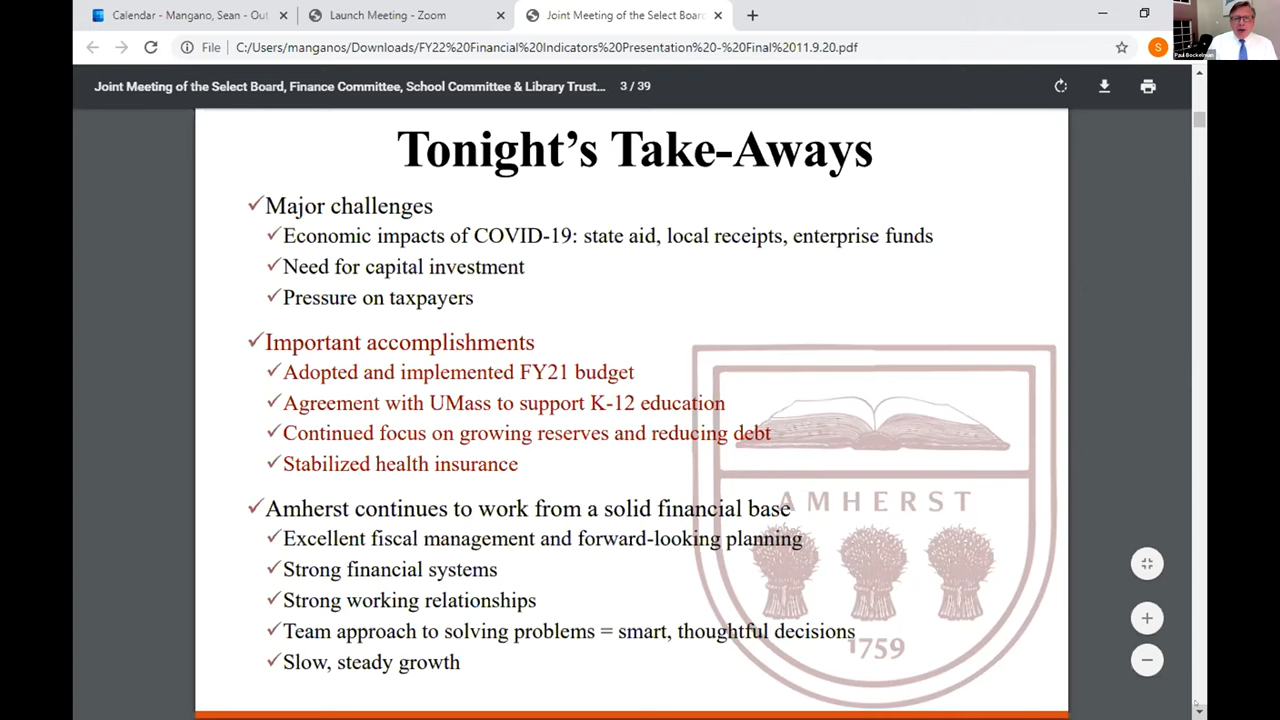 Calendar - Mangano, Sean - Out
Launch Meeting - Zoom
Joint Meeting of the Select Board
File
C:/Users/manganos/Downloads/FY22%20Financial%20Indicators%20Presentation%20-%20Final%2011.9.20.pdf
S
Paul Bockelman
Joint Meeting of the Select Board, Finance Committee, School Committee & Library Trust...
3 / 39
Tonight's Take-Aways
Major challenges
Economic impacts of COVID-19: state aid, local receipts, enterprise funds
Need for capital investment
Pressure on taxpayers
Important accomplishments
Adopted and implemented FY21 budget
Agreement with UMass to support K-12 education
Continued focus on growing reserves and reducing debt
Stabilized health insurance
Amherst continues to work from a solid financial base
Excellent fiscal management and forward-looking planning
Strong financial systems
Strong working relationships
Team approach to solving problems = smart, thoughtful decisions
Slow, steady growth
AMHERST
1759